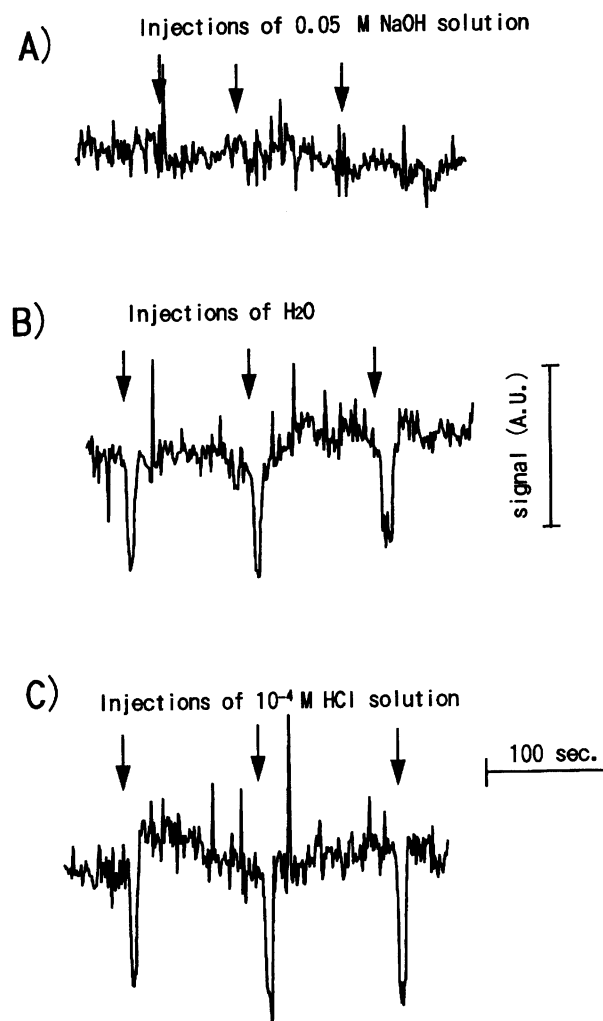 A)
Injections of 0.05 M NaOH solution
B)
Injections of H₂O
signal (A.U.)
C)
Injections of 10⁻⁴ M HCl solution
100 sec.